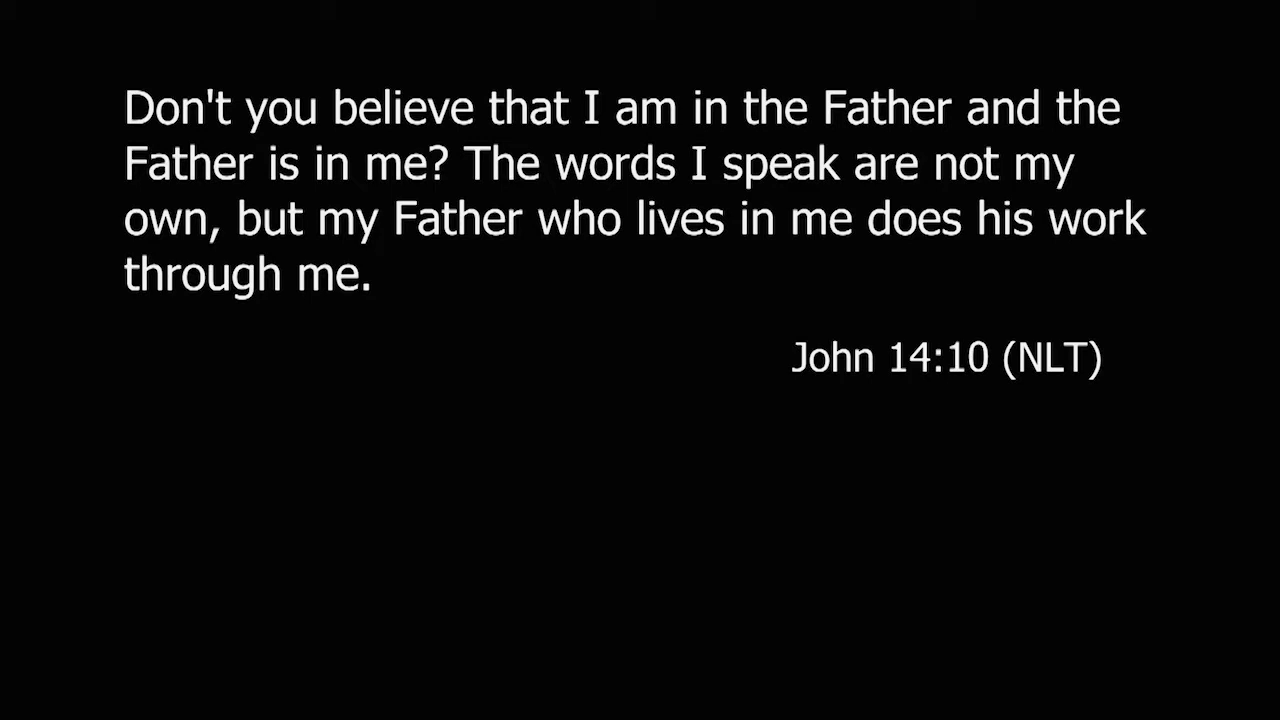 Don't you believe that I am in the Father and the
Father is in me? The words I speak are not my
own, but my Father who lives in me does his work
through me.
John 14:10 (NLT)